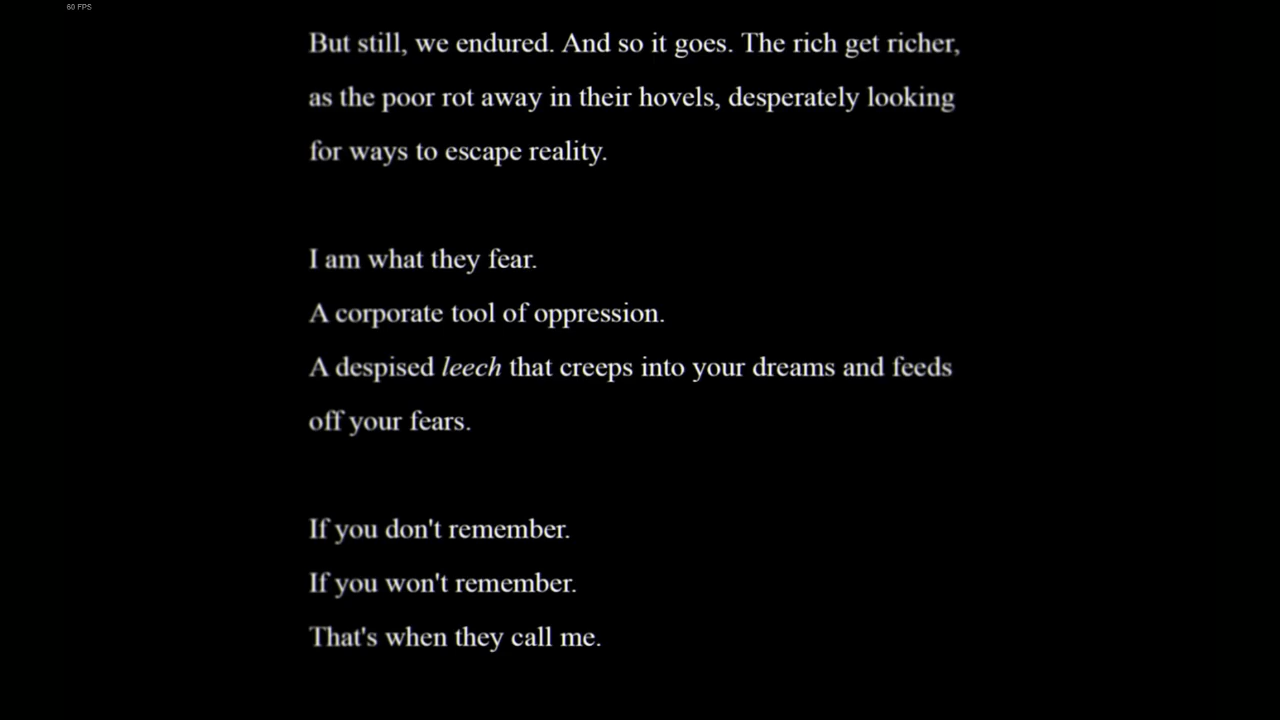 60 FPS
But still, we endured. And so it goes. The rich get richer,
as the poor rot away in their hovels, desperately looking
for ways to escape reality.
I am what they fear.
A corporate tool of oppression.
A despised leech that creeps into your dreams and feeds
off your fears.
If you don't remember.
If you won't remember.
That's when they call me.